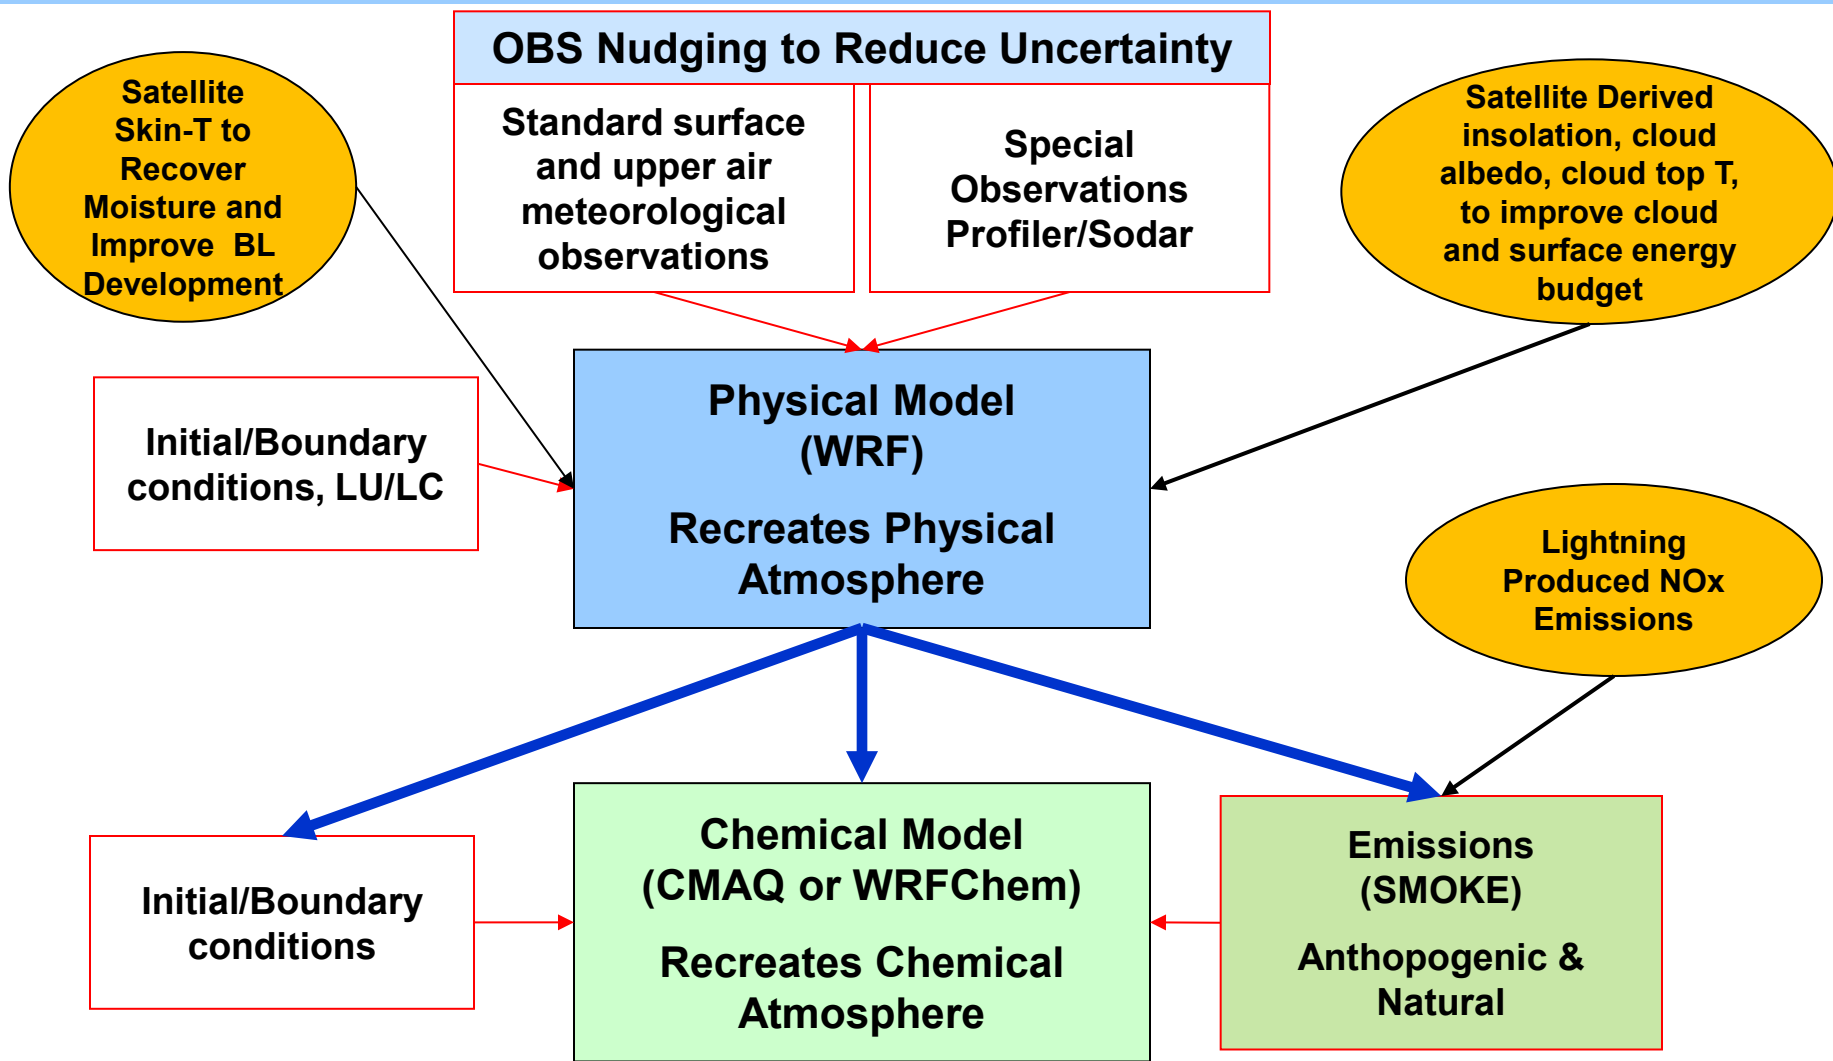 OBS Nudging to Reduce Uncertainty
Satellite
Skin-T to
Recover
Moisture and
Improve BL
Development
Standard surface
and upper air
meteorological
observations
Special
Observations
Profiler/Sodar
Satellite Derived
insolation, cloud
albedo, cloud top T,
to improve cloud
and surface energy
budget
Initial/Boundary
conditions, LU/LC
Physical Model
(WRF)
Recreates Physical
Atmosphere
Lightning
Produced NOx
Emissions
Initial/Boundary
conditions
Chemical Model
(CMAQ or WRFChem)
Recreates Chemical
Atmosphere
Emissions
(SMOKE)
Anthopogenic &
Natural